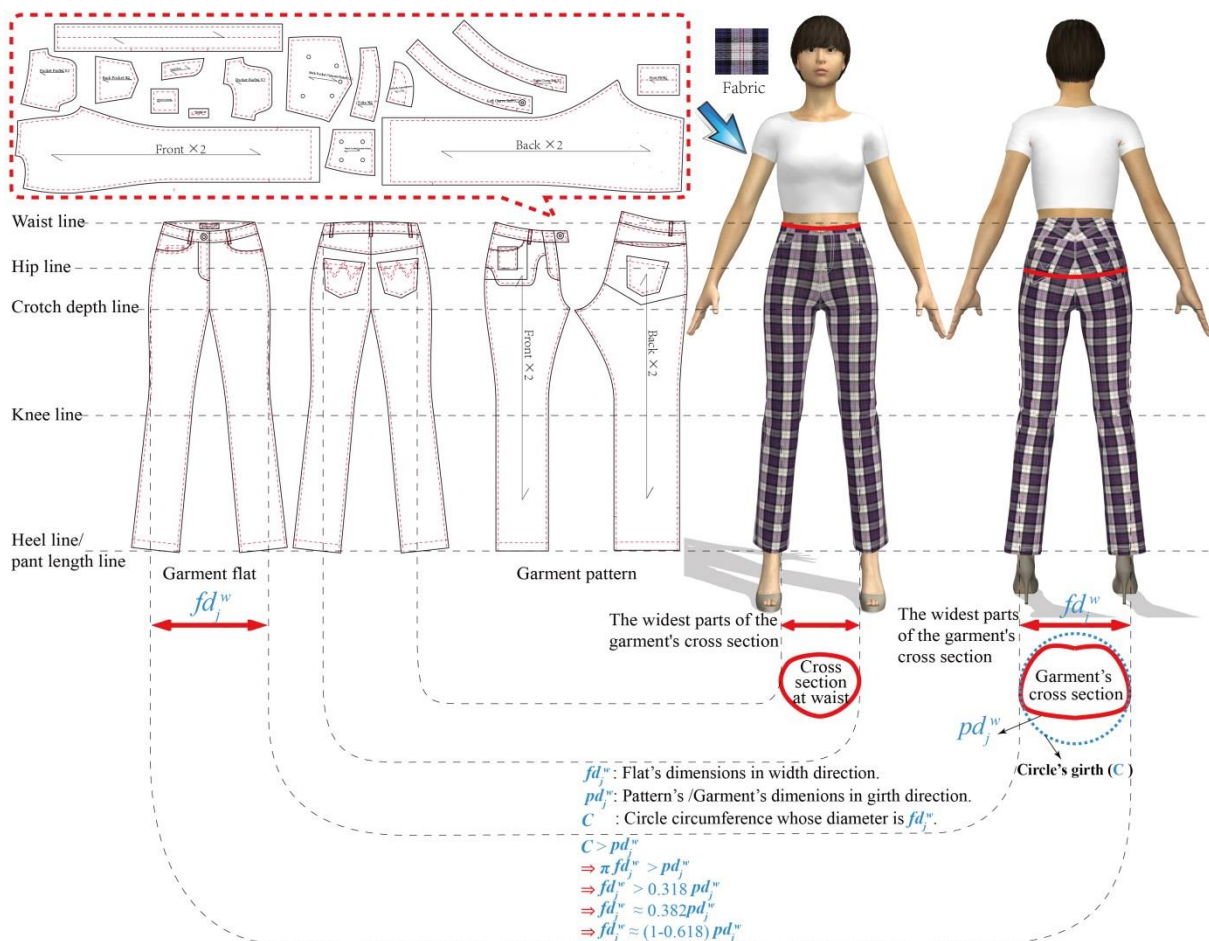 Front ×2
Back ×2
Fabric
Waist line
Hip line
Crotch depth line
Knee line
Heel line/
pant length line
Front ×2
Back ×2
Garment flat
Garment pattern
fd_j^w
The widest parts of the
garment's cross section
The widest parts
of the garment's
cross section
fd_j^w
Cross
section
at waist
Garment's
cross section
pd_j^w
Circle's girth (C )
fd_j^w: Flat's dimensions in width direction.
pd_j^w: Pattern's /Garment's dimenions in girth direction.
C : Circle circumference whose diameter is fd_j^w.
C > pd_j^w
⇒ π fd_j^w > pd_j^w
⇒ fd_j^w > 0.318 pd_j^w
⇒ fd_j^w ≈ 0.382pd_j^w
⇒ fd_j^w ≈ (1-0.618) pd_j^w